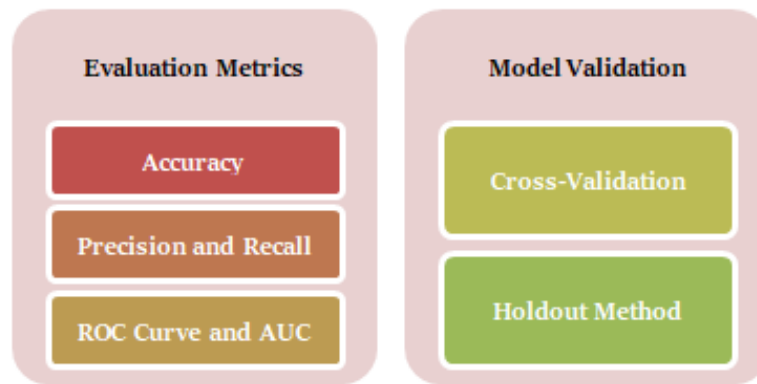 Evaluation Metrics
Accuracy
Precision and Recall
ROC Curve and AUC
Model Validation
Cross-Validation
Holdout Method